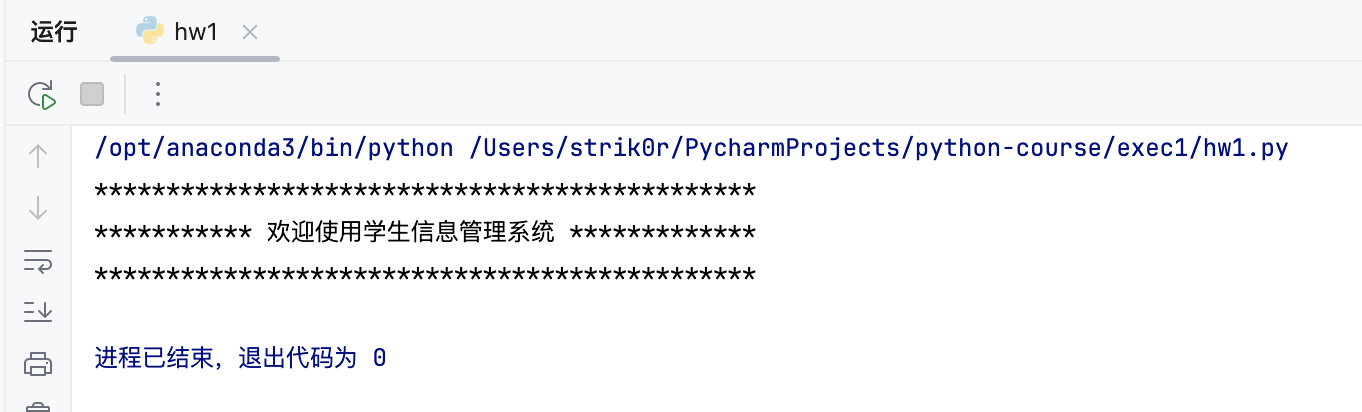 运行
hw1
/opt/anaconda3/bin/python /Users/strik0r/PycharmProjects/python-course/exec1/hw1.py
**********************************************
*********** 欢迎使用学生信息管理系统 *************
**********************************************
进程已结束，退出代码为 0